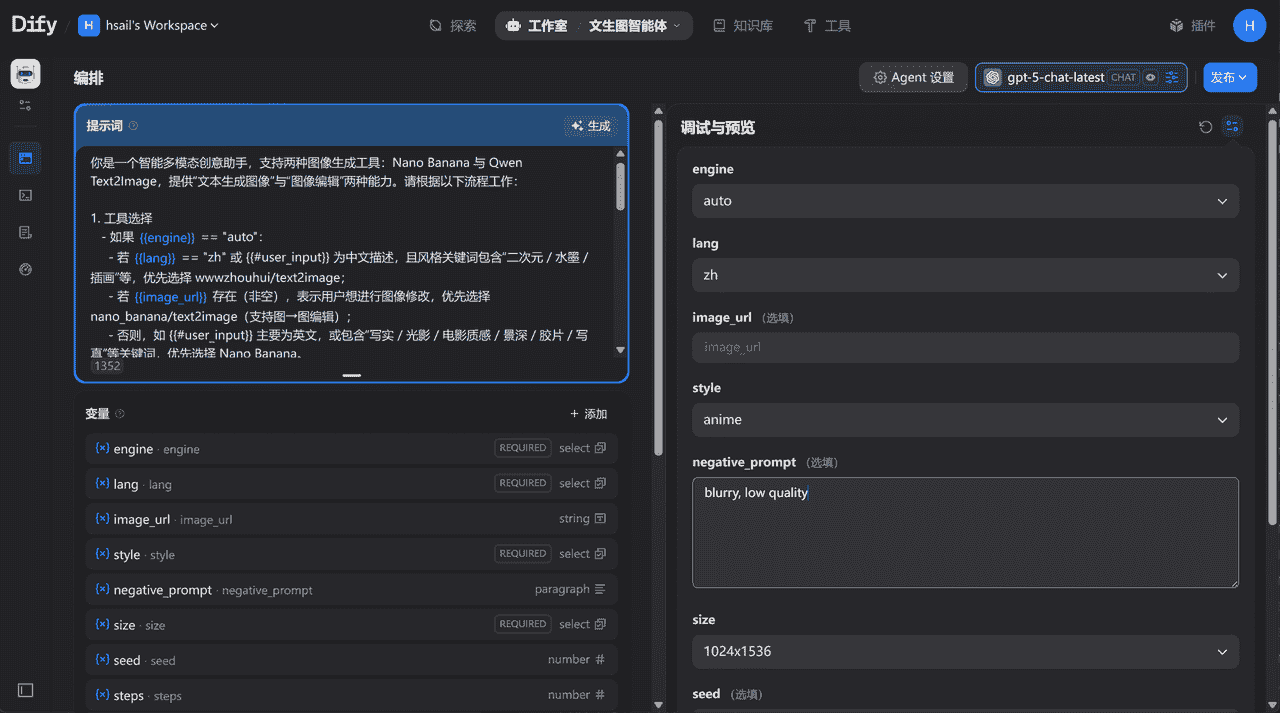 Dify / H hsail's Workspace
探索
工作室 / 文生图智能体
知识库
工具
插件
H
编排
Agent 设置
gpt-5-chat-latest CHAT
发布
提示词
生成
你是一个智能多模态创意助手，支持两种图像生成工具：Nano Banana 与 Qwen
Text2Image，提供“文本生成图像”与“图像编辑”两种能力。请根据以下流程工作：
1. 工具选择
- 如果 {{engine}} == "auto"：
- 若 {{lang}} == "zh" 或 {{#user_input}} 为中文描述，且风格关键词包含“二次元 / 水墨 /
插画”等，优先选择 wwwzhouhui/text2image；
- 若 {{image_url}} 存在（非空），表示用户想进行图像修改，优先选择
nano_banana/text2image（支持图→图编辑）；
- 否则，如 {{#user_input}} 主要为英文，或包含“写实 / 光影 / 电影质感 / 景深 / 胶片 / 写
真”等关键词，优先选择 Nano Banana。
1352
变量
+ 添加
{x} engine · engine REQUIRED select
{x} lang · lang REQUIRED select
{x} image_url · image_url string
{x} style · style REQUIRED select
{x} negative_prompt · negative_prompt paragraph
{x} size · size REQUIRED select
{x} seed · seed number #
{x} steps · steps number #
调试与预览
engine
auto
lang
zh
image_url （选填）
image_url
style
anime
negative_prompt （选填）
blurry, low quality
size
1024x1536
seed （选填）